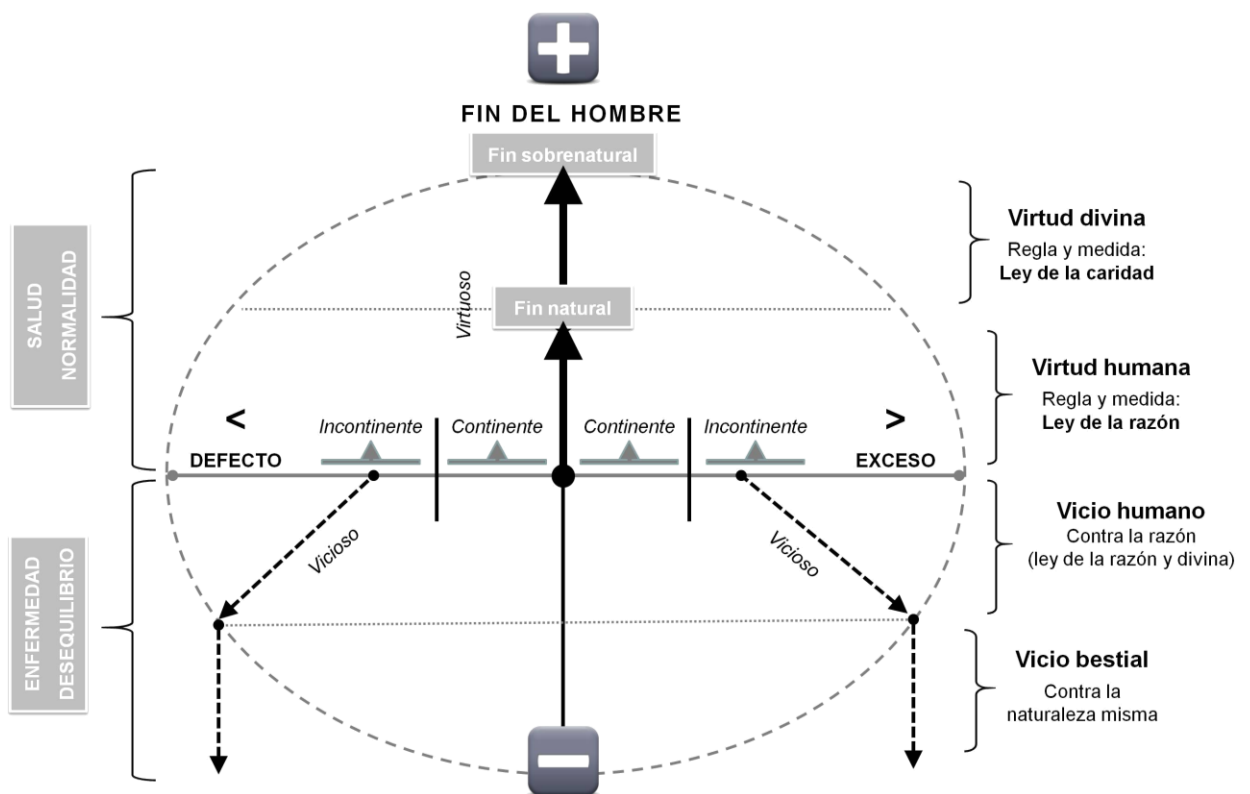 FIN DEL HOMBRE
Fin sobrenatural
SALUD
NORMALIDAD
Virtuoso
Fin natural
Virtud divina
Regla y medida:
Ley de la caridad
Virtud humana
Regla y medida:
Ley de la razón
< >
Incontinente Continente Continente Incontinente
DEFECTO EXCESO
ENFERMEDAD
DESEQUILIBRIO
Vicioso Vicioso
Vicio humano
Contra la razón
(ley de la razón y divina)
Vicio bestial
Contra la
naturaleza misma